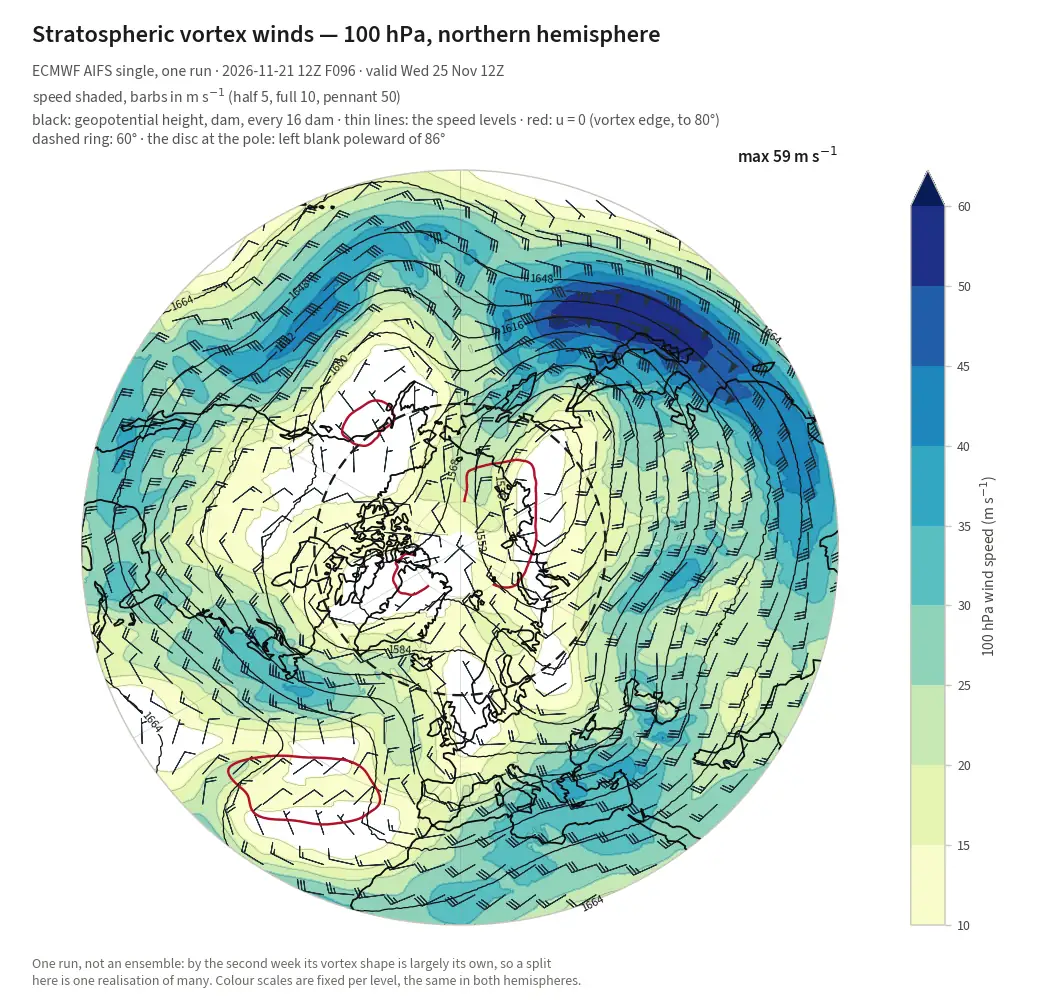 Stratospheric vortex winds — 100 hPa, northern hemisphere
ECMWF AIFS single, one run · 2026-11-21 12Z F096 · valid Wed 25 Nov 12Z
speed shaded, barbs in m s⁻¹ (half 5, full 10, pennant 50)
black: geopotential height, dam, every 16 dam · thin lines: the speed levels · red: u = 0 (vortex edge, to 80°)
dashed ring: 60° · the disc at the pole: left blank poleward of 86°
max 59 m s⁻¹
1648
1664
1648
1616
1664
1632
1600
1568
1552
1584
1664
1664
60
50
45
40
35
30
25
20
15
10
100 hPa wind speed (m s⁻¹)
One run, not an ensemble: by the second week its vortex shape is largely its own, so a split
here is one realisation of many. Colour scales are fixed per level, the same in both hemispheres.